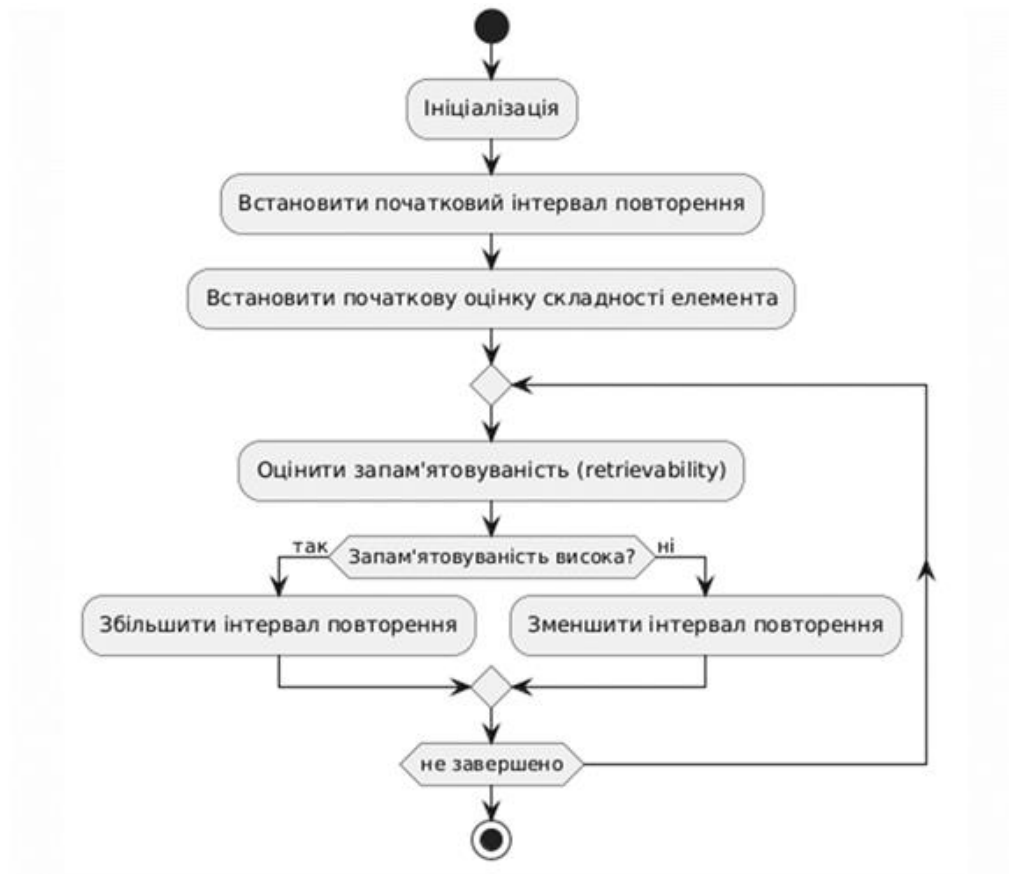 Ініціалізація
Встановити початковий інтервал повторення
Встановити початкову оцінку складності елемента
Оцінити запам'ятовуваність (retrievability)
так
Запам'ятовуваність висока?
ні
Збільшити інтервал повторення
Зменшити інтервал повторення
не завершено